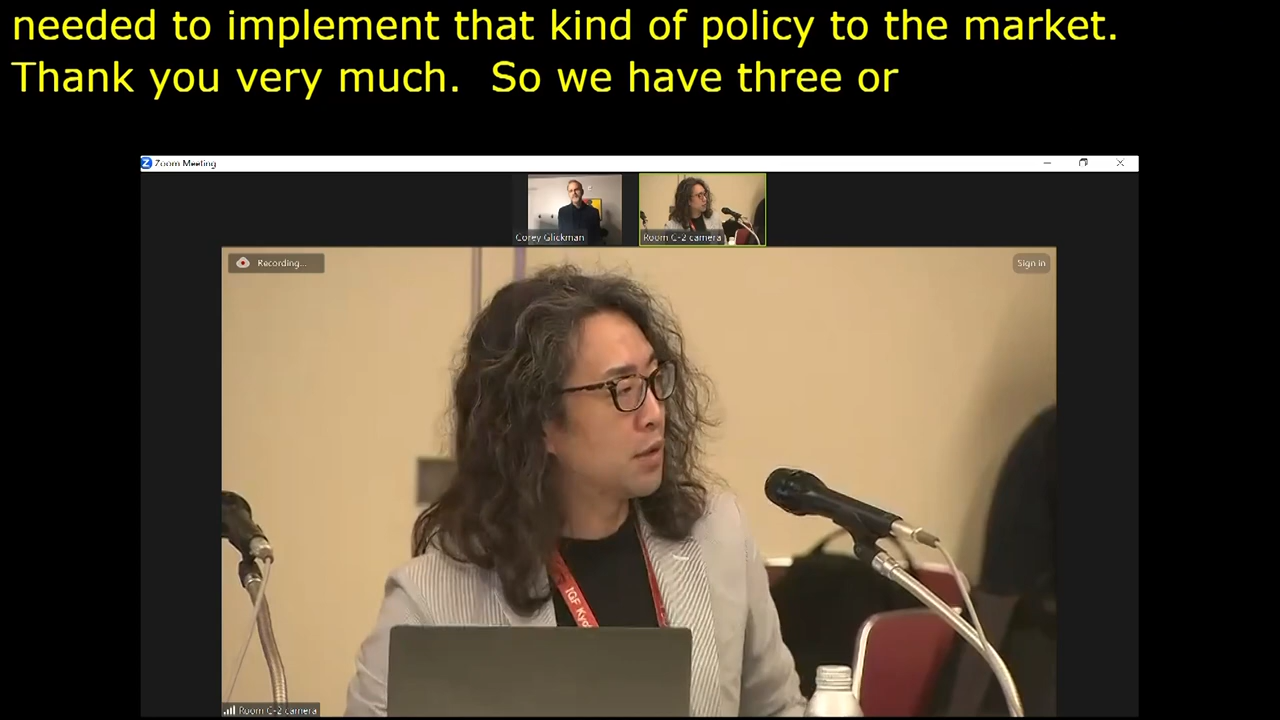 needed to implement that kind of policy to the market.
Thank you very much.  So we have three or
Zoom Meeting
Corey Glickman
Room C-2 camera
Recording...
Sign in
IGF Kyo
Room C-2 camera